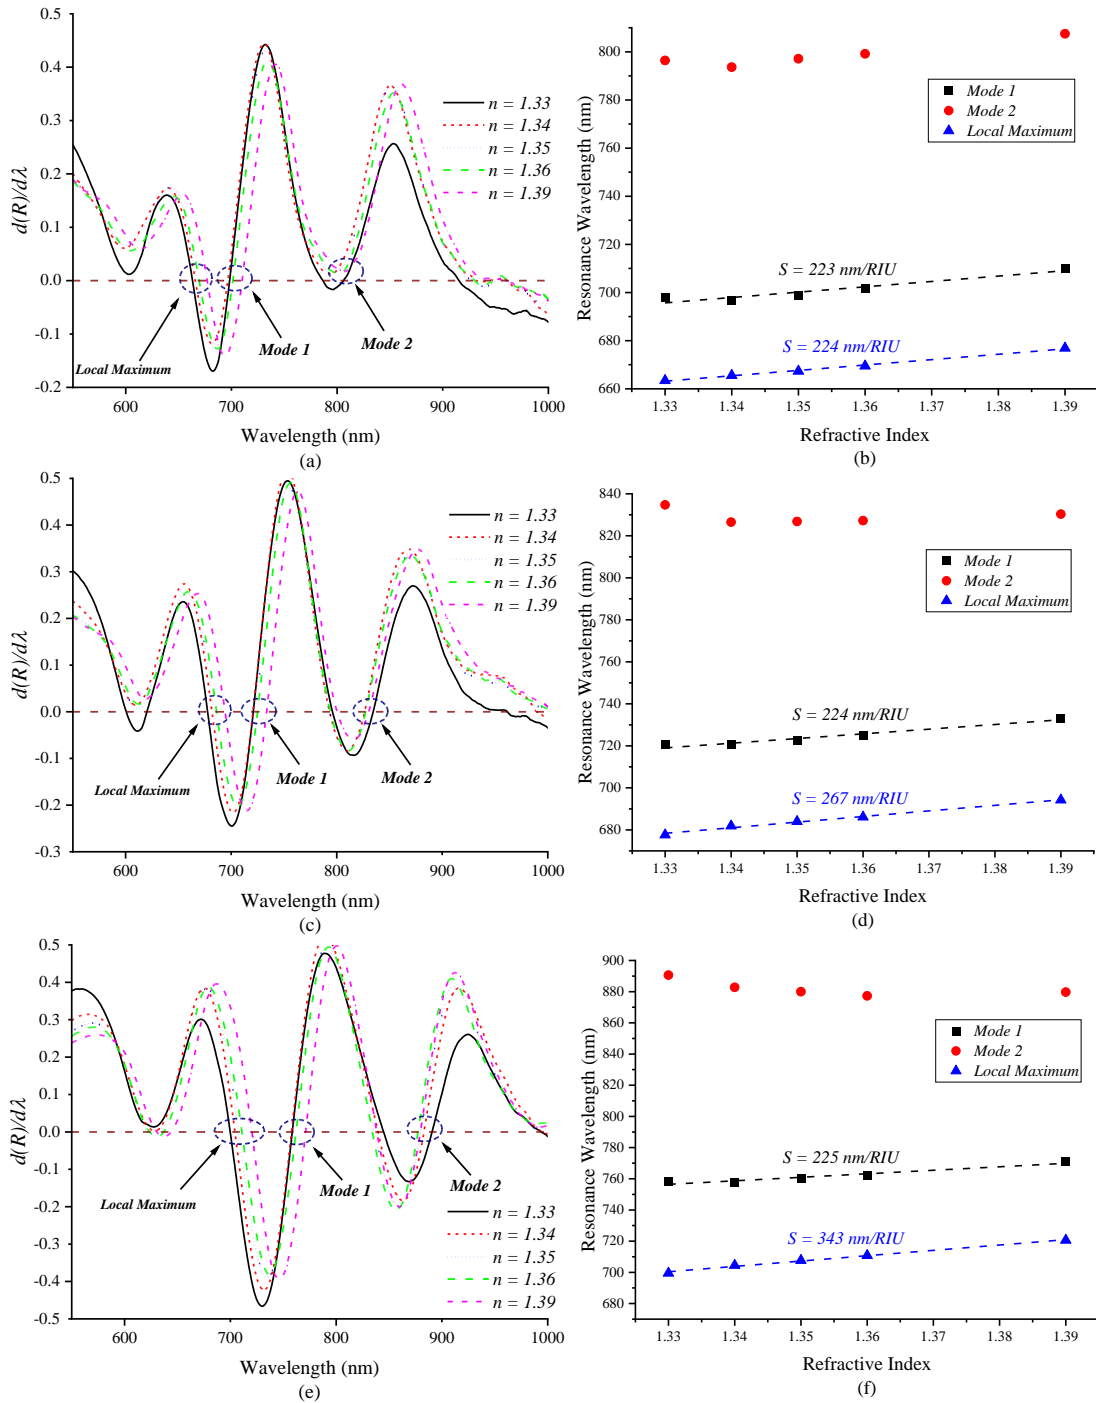 0.5
0.4
0.3
0.2
0.1
0.0
-0.1
-0.2
d(R)/dλ
n = 1.33
n = 1.34
n = 1.35
n = 1.36
n = 1.39
Local Maximum
Mode 1
Mode 2
600 700 800 900 1000
Wavelength (nm)
(a)
800
780
760
740
720
700
680
660
Resonance Wavelength (nm)
Mode 1
Mode 2
Local Maximum
S = 223 nm/RIU
S = 224 nm/RIU
1.33 1.34 1.35 1.36 1.37 1.38 1.39
Refractive Index
(b)
0.5
0.4
0.3
0.2
0.1
0.0
-0.1
-0.2
-0.3
d(R)/dλ
n = 1.33
n = 1.34
n = 1.35
n = 1.36
n = 1.39
Local Maximum
Mode 1
Mode 2
600 700 800 900 1000
Wavelength (nm)
(c)
840
820
800
780
760
740
720
700
680
Resonance Wavelength (nm)
Mode 1
Mode 2
Local Maximum
S = 224 nm/RIU
S = 267 nm/RIU
1.33 1.34 1.35 1.36 1.37 1.38 1.39
Refractive Index
(d)
0.5
0.4
0.3
0.2
0.1
0.0
-0.1
-0.2
-0.3
-0.4
-0.5
d(R)/dλ
Local Maximum
Mode 1
Mode 2
n = 1.33
n = 1.34
n = 1.35
n = 1.36
n = 1.39
600 700 800 900 1000
Wavelength (nm)
(e)
900
880
860
840
820
800
780
760
740
720
700
680
Resonance Wavelength (nm)
Mode 1
Mode 2
Local Maximum
S = 225 nm/RIU
S = 343 nm/RIU
1.33 1.34 1.35 1.36 1.37 1.38 1.39
Refractive Index
(f)